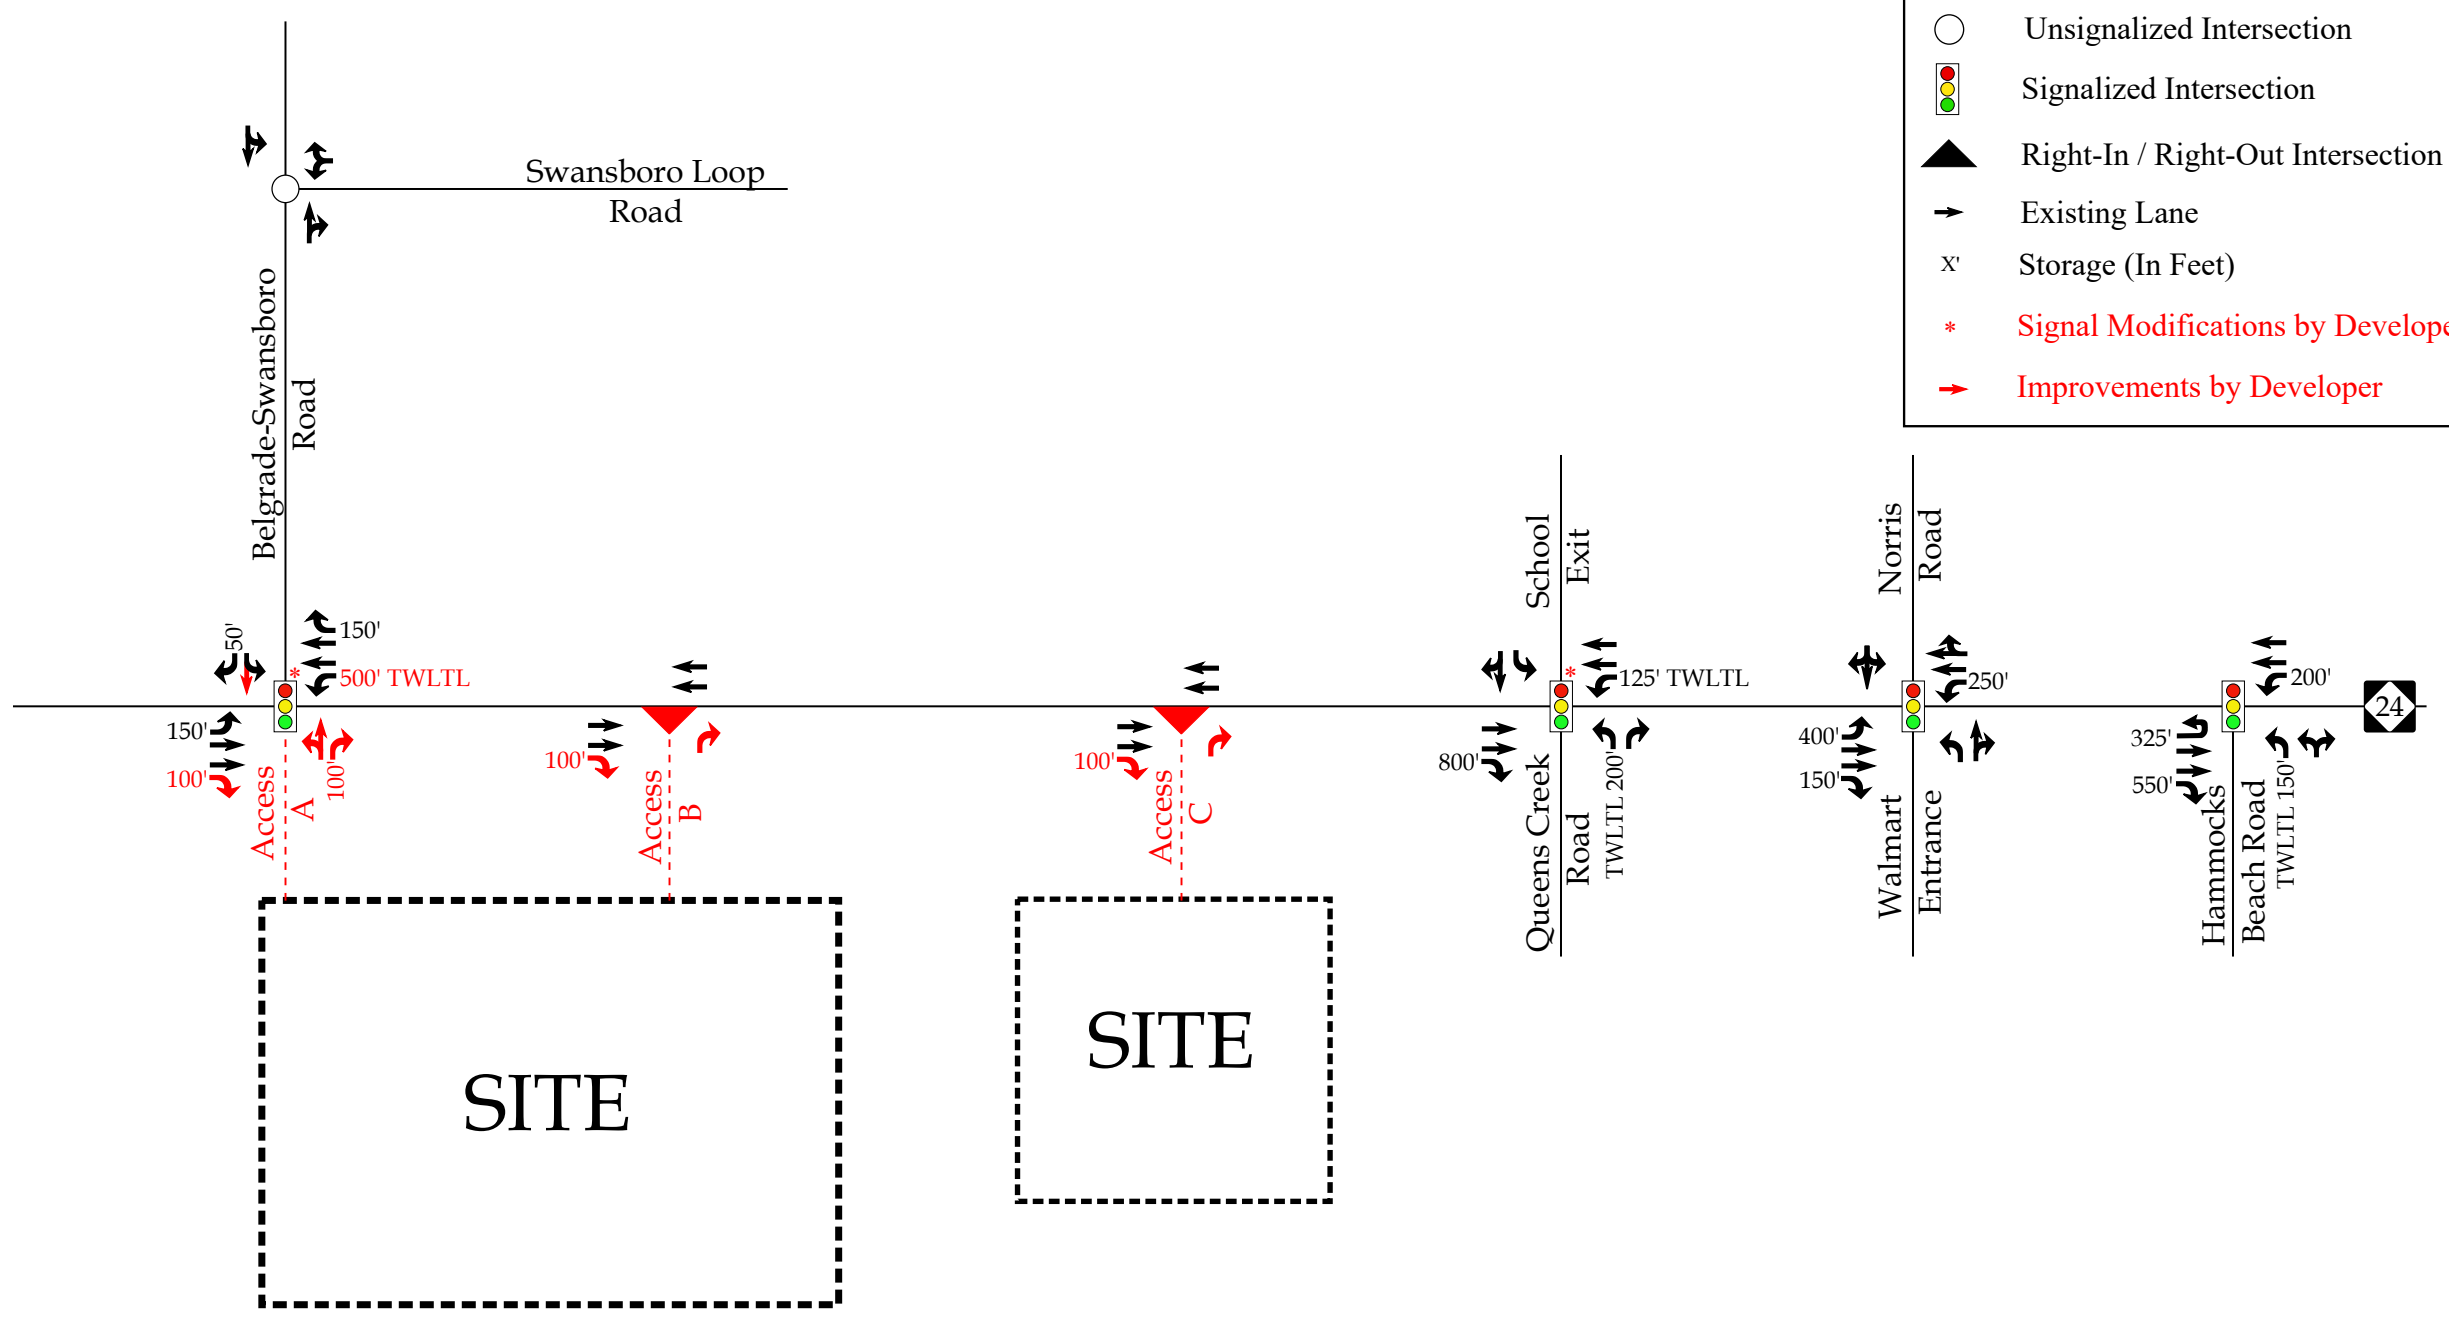 Unsignalized Intersection
Signalized Intersection
Right-In / Right-Out Intersection
Existing Lane
X' Storage (In Feet)
* Signal Modifications by Develope
Improvements by Developer
Swansboro Loop
Road
Belgrade-Swansboro
Road
50'
150'
*
500' TWLTL
150'
100'
100'
Access
A
100'
Access
B
100'
Access
C
School
Exit
*
125' TWLTL
800'
Queens Creek
Road
TWLTL 200'
Norris
Road
250'
400'
150'
Walmart
Entrance
200'
24
325'
550'
Hammocks
Beach Road
TWLTL 150'
SITE
SITE